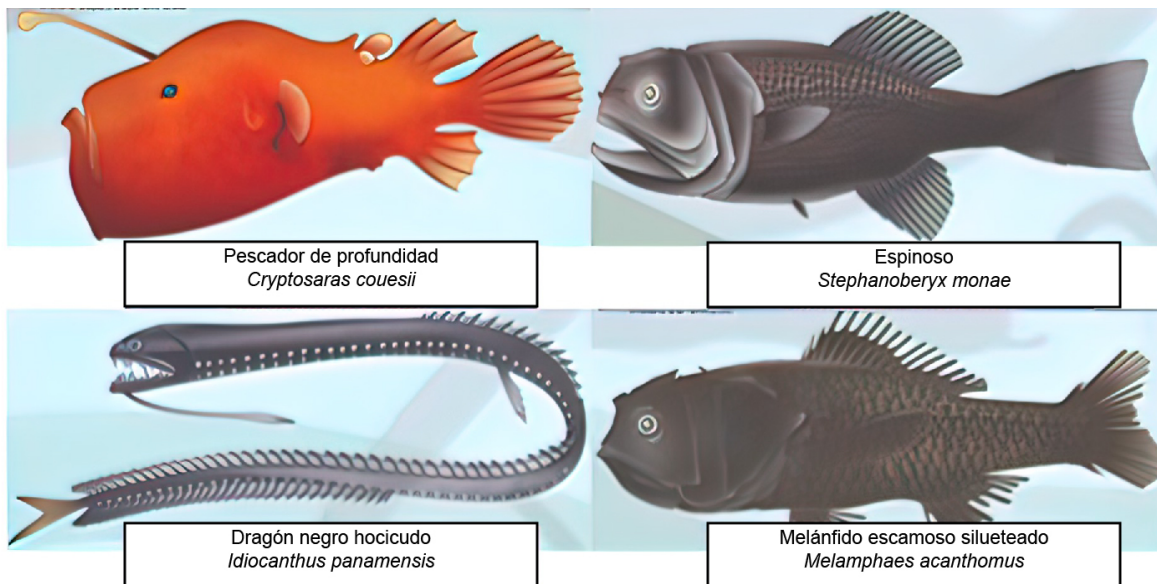 Pescador de profundidad
Cryptosaras couesii
Espinoso
Stephanoberyx monae
Dragón negro hocicudo
Idiocanthus panamensis
Melánfido escamoso silueteado
Melamphaes acanthomus